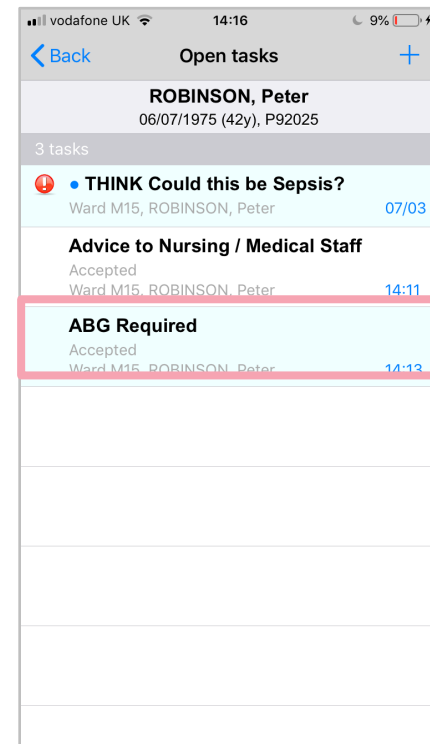 vodafone UK 14:16 9%
Back Open tasks +
ROBINSON, Peter
06/07/1975 (42y), P92025
3 tasks
• THINK Could this be Sepsis?
Ward M15, ROBINSON, Peter 07/03
Advice to Nursing / Medical Staff
Accepted
Ward M15, ROBINSON, Peter 14:11
ABG Required
Accepted
Ward M15, ROBINSON, Peter 14:13